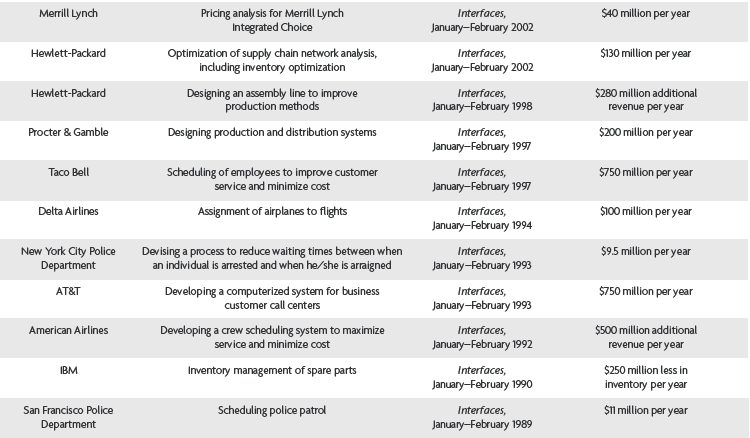 Merrill Lynch
Pricing analysis for Merrill Lynch
Integrated Choice
Interfaces,
January–February 2002
$40 million per year
Hewlett-Packard
Optimization of supply chain network analysis,
including inventory optimization
Interfaces,
January–February 2002
$130 million per year
Hewlett-Packard
Designing an assembly line to improve
production methods
Interfaces,
January–February 1998
$280 million additional
revenue per year
Procter & Gamble
Designing production and distribution systems
Interfaces,
January–February 1997
$200 million per year
Taco Bell
Scheduling of employees to improve customer
service and minimize cost
Interfaces,
January–February 1997
$750 million per year
Delta Airlines
Assignment of airplanes to flights
Interfaces,
January–February 1994
$100 million per year
New York City Police
Department
Devising a process to reduce waiting times between when
an individual is arrested and when he/she is arraigned
Interfaces,
January–February 1993
$9.5 million per year
AT&T
Developing a computerized system for business
customer call centers
Interfaces,
January–February 1993
$750 million per year
American Airlines
Developing a crew scheduling system to maximize
service and minimize cost
Interfaces,
January–February 1992
$500 million additional
revenue per year
IBM
Inventory management of spare parts
Interfaces,
January–February 1990
$250 million less in
inventory per year
San Francisco Police
Department
Scheduling police patrol
Interfaces,
January–February 1989
$11 million per year